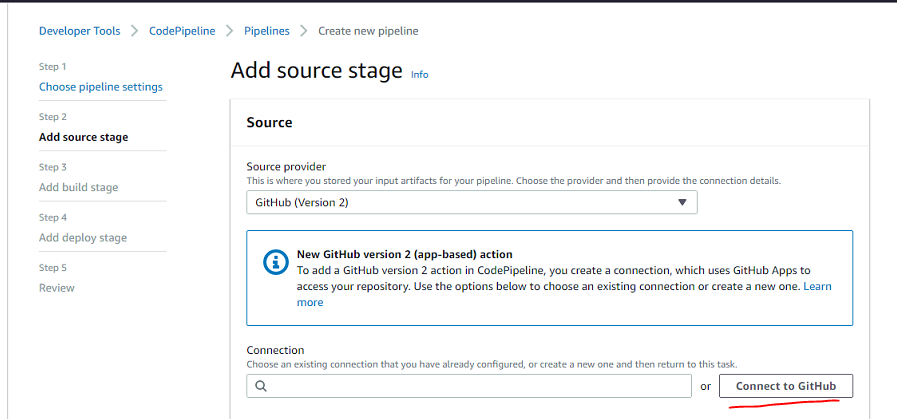 Developer Tools > CodePipeline > Pipelines > Create new pipeline
Step 1
Choose pipeline settings
Step 2
Add source stage
Step 3
Add build stage
Step 4
Add deploy stage
Step 5
Review
Add source stage Info
Source
Source provider
This is where you stored your input artifacts for your pipeline. Choose the provider and then provide the connection details.
GitHub (Version 2)
New GitHub version 2 (app-based) action
To add a GitHub version 2 action in CodePipeline, you create a connection, which uses GitHub Apps to
access your repository. Use the options below to choose an existing connection or create a new one. Learn
more
Connection
Choose an existing connection that you have already configured, or create a new one and then return to this task.
or Connect to GitHub